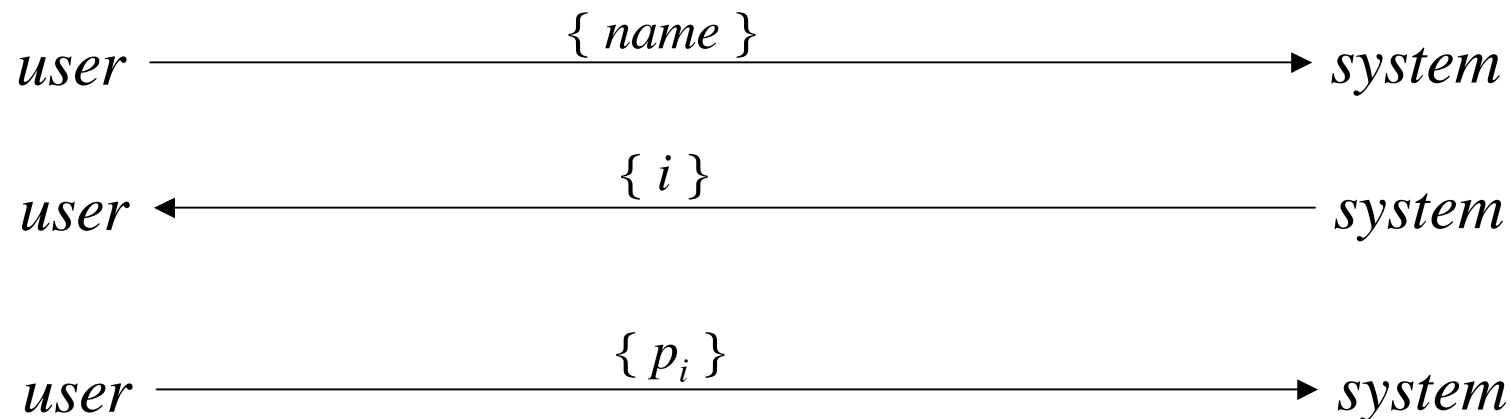 { name }
user system
{ i }
user system
{ pᵢ }
user system